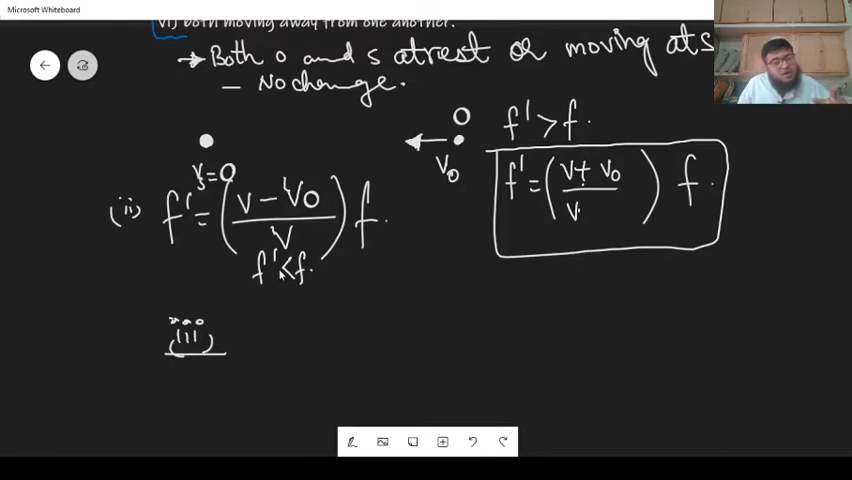 Microsoft Whiteboard
vi) both moving away from one another.
→ Both o and s at rest or moving at s
– No change.
O
f' > f.
V₀
Vs = 0
f' = (V + V₀ / V) f.
(ii) f' = (V - V₀ / V) f.
f' < f.
(iii)